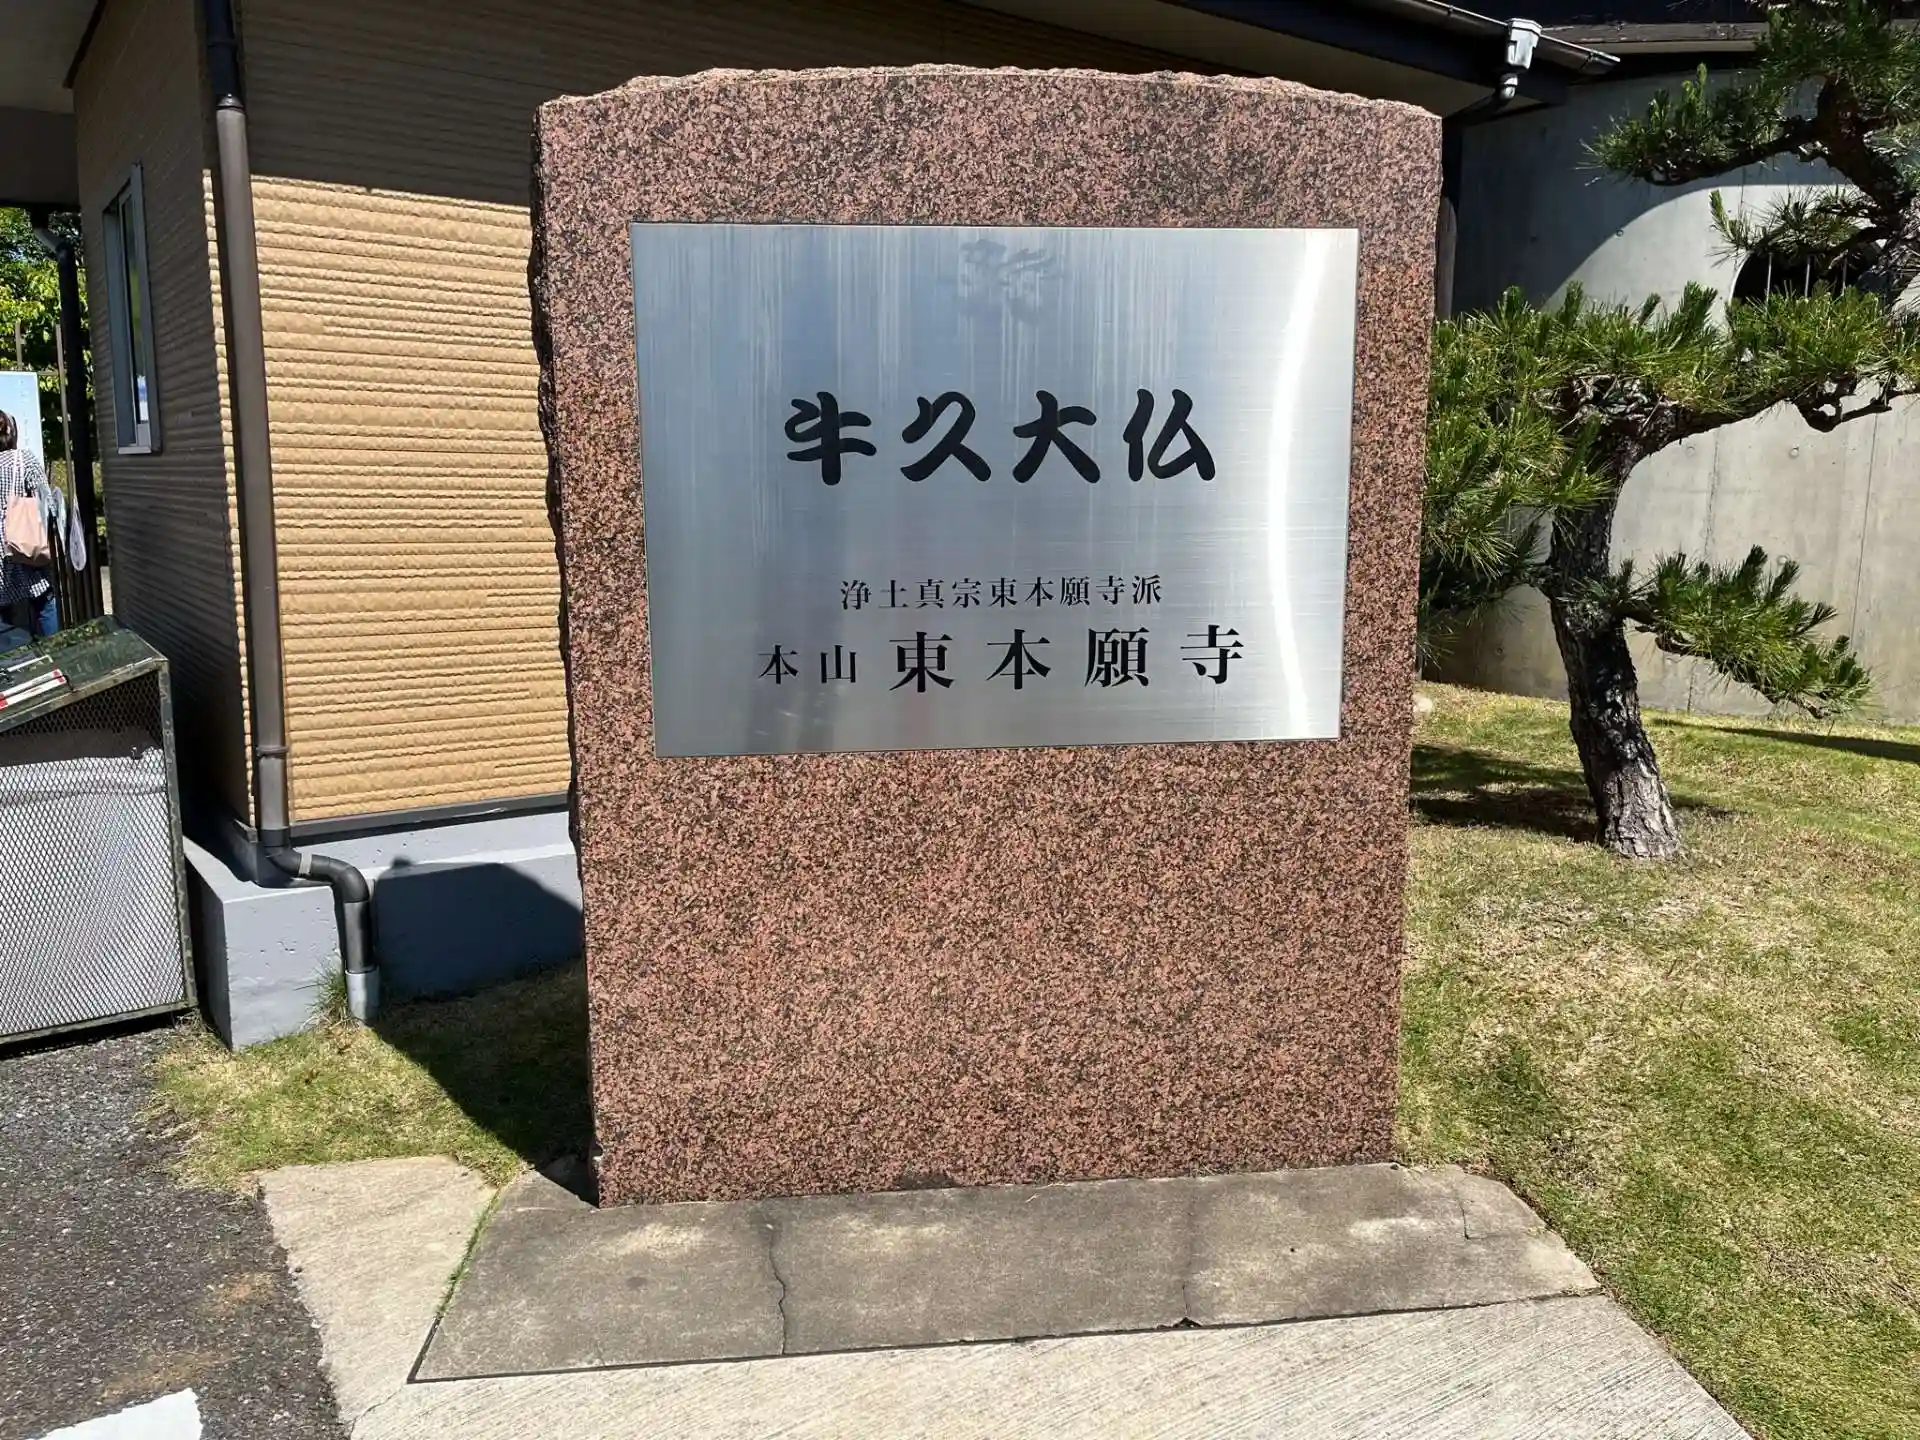 牛久大仏
浄土真宗東本願寺派
本山 東本願寺